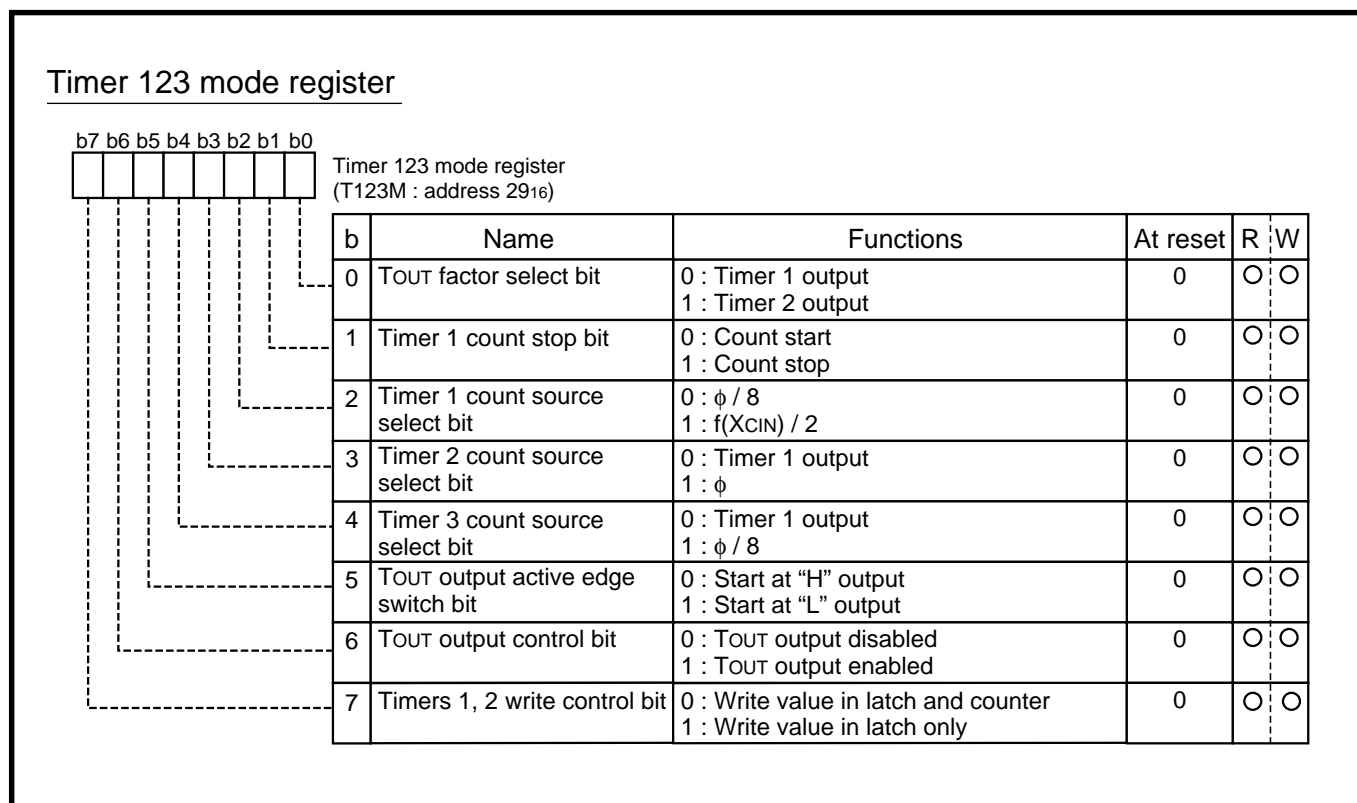 Timer 123 mode register
b7 b6 b5 b4 b3 b2 b1 b0
Timer 123 mode register
(T123M : address 2916)
b Name Functions At reset R W
0 TOUT factor select bit 0 : Timer 1 output 0 O O
1 : Timer 2 output
1 Timer 1 count stop bit 0 : Count start 0 O O
1 : Count stop
2 Timer 1 count source 0 : ϕ / 8 0 O O
select bit 1 : f(XCIN) / 2
3 Timer 2 count source 0 : Timer 1 output 0 O O
select bit 1 : ϕ
4 Timer 3 count source 0 : Timer 1 output 0 O O
select bit 1 : ϕ / 8
5 TOUT output active edge 0 : Start at “H” output 0 O O
switch bit 1 : Start at “L” output
6 TOUT output control bit 0 : TOUT output disabled 0 O O
1 : TOUT output enabled
7 Timers 1, 2 write control bit 0 : Write value in latch and counter 0 O O
1 : Write value in latch only